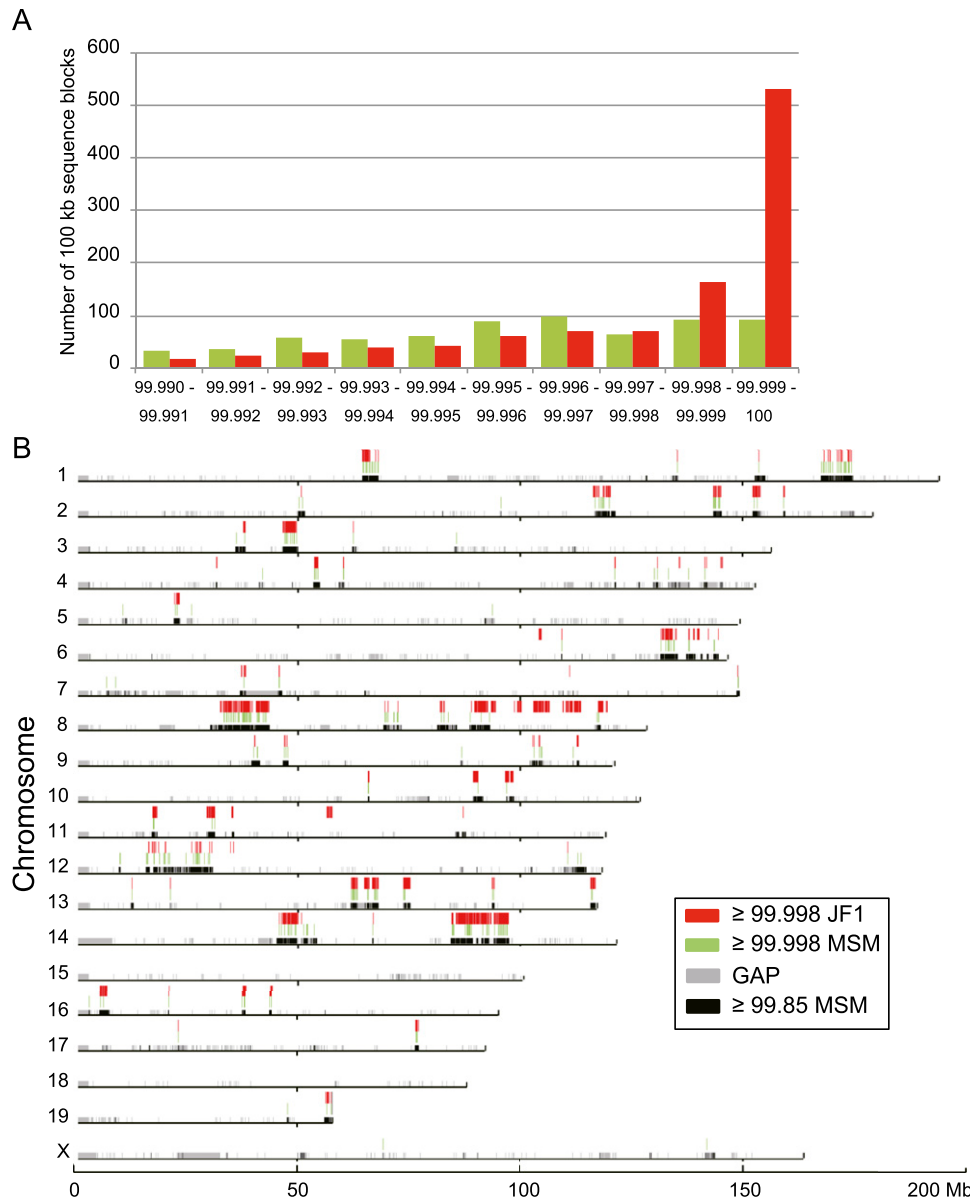 A
Number of 100 kb sequence blocks
600
500
400
300
200
100
0
99.990 - 99.991 - 99.992 - 99.993 - 99.994 - 99.995 - 99.996 - 99.997 - 99.998 - 99.999 -
99.991 99.992 99.993 99.994 99.995 99.996 99.997 99.998 99.999 100
B
Chromosome
1
2
3
4
5
6
7
8
9
10
11
12
13
14
15
16
17
18
19
X
≥ 99.998 JF1
≥ 99.998 MSM
GAP
≥ 99.85 MSM
0 50 100 150 200 Mb